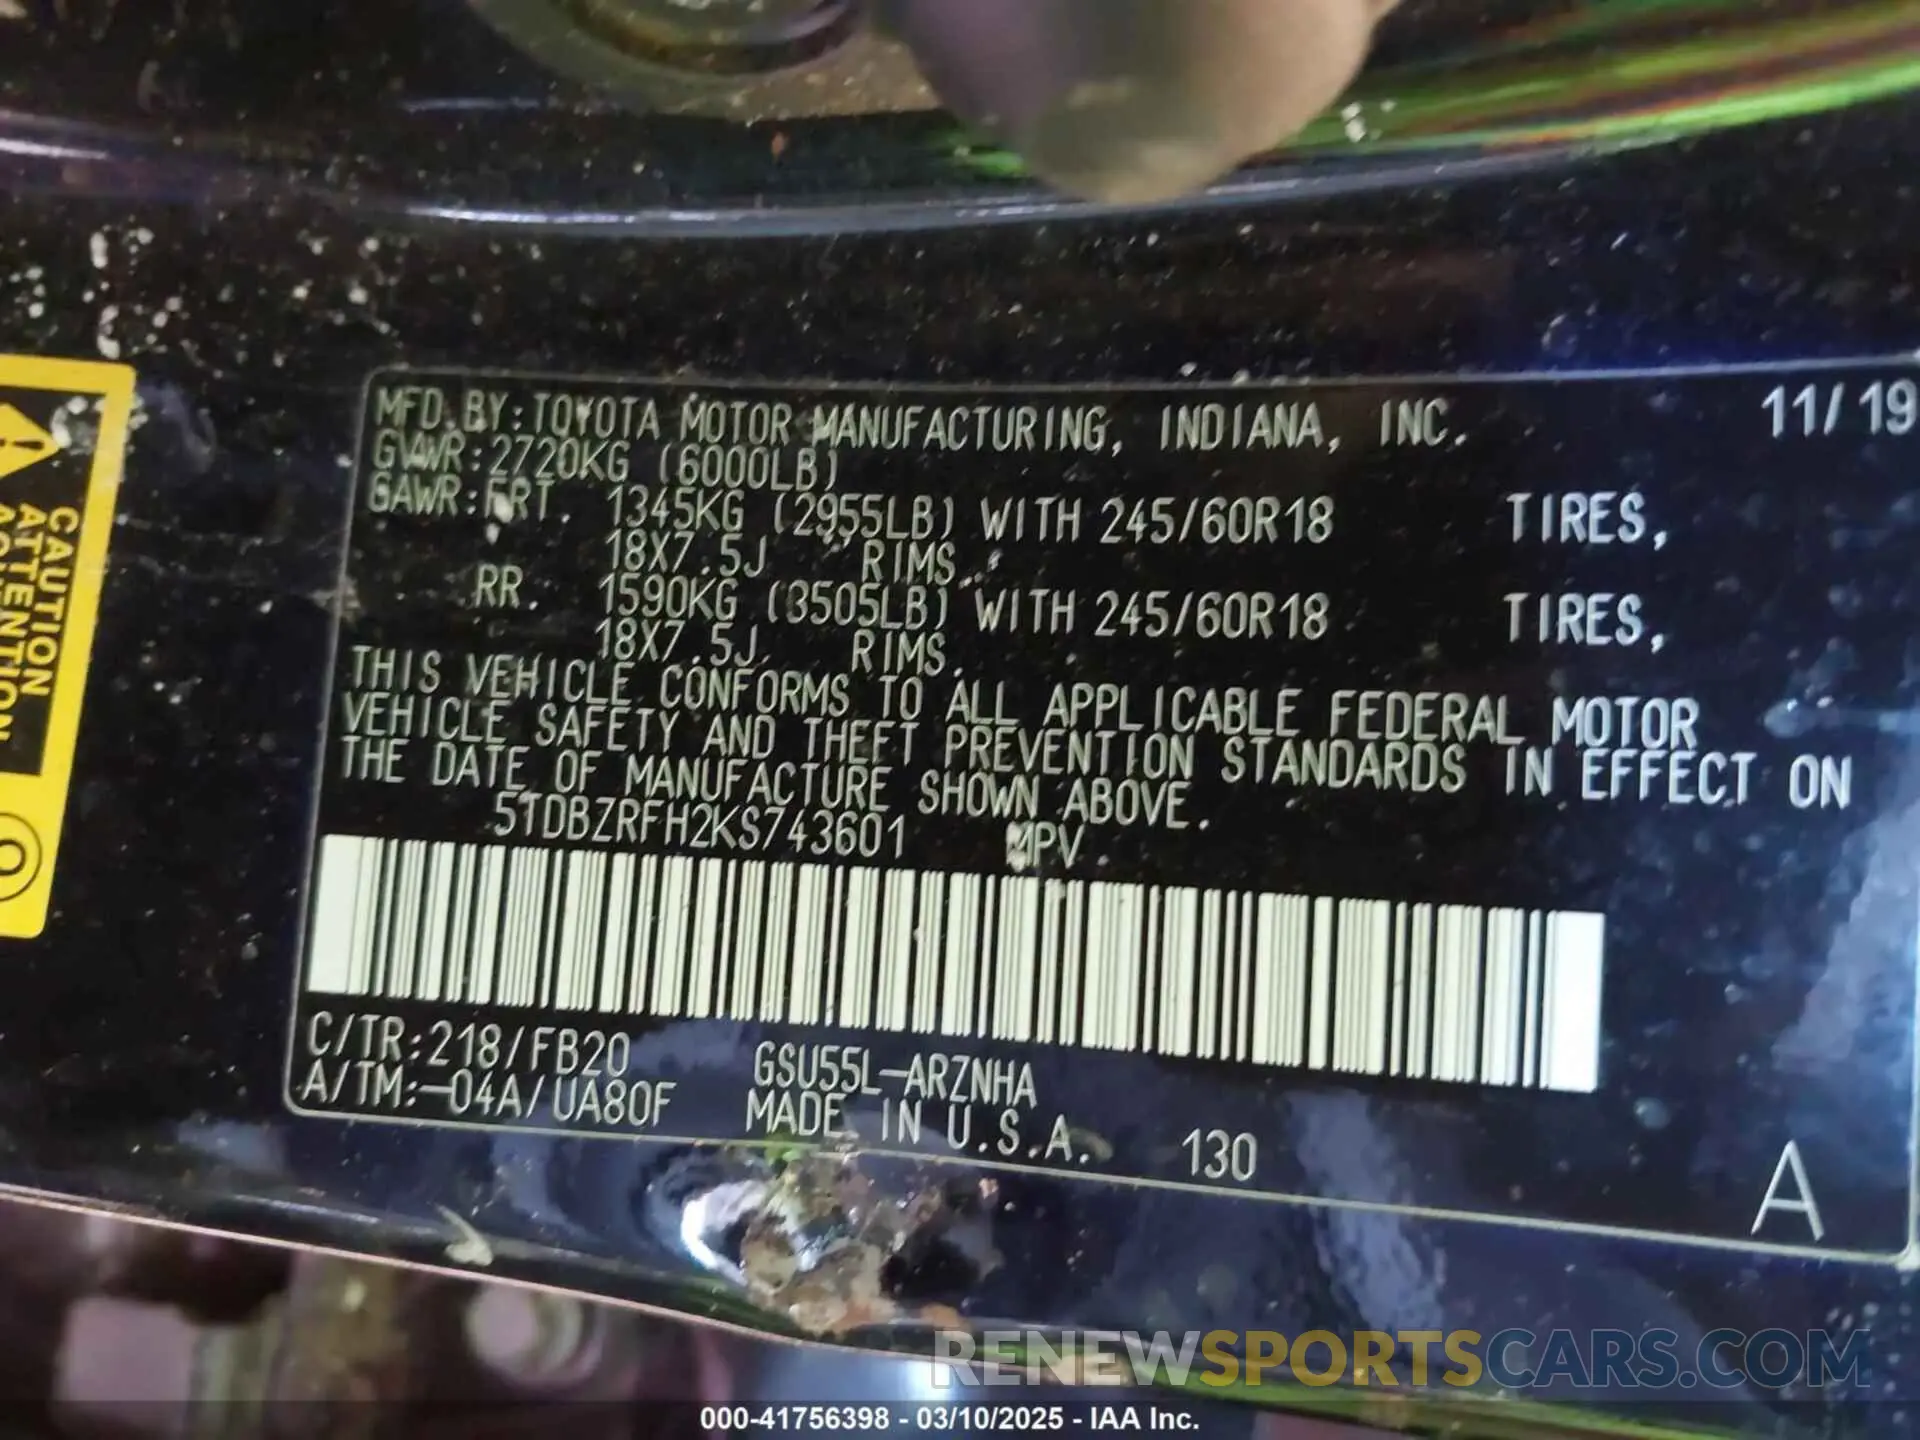 MFD.BY:TOYOTA MOTOR MANUFACTURING, INDIANA, INC. 11/19
GVWR:2720KG (6000LB)
GAWR:FRT. 1345KG (2955LB) WITH 245/60R18 TIRES,
18X7.5J RIMS.
RR. 1590KG (3505LB) WITH 245/60R18 TIRES,
18X7.5J RIMS.
THIS VEHICLE CONFORMS TO ALL APPLICABLE FEDERAL MOTOR
VEHICLE SAFETY AND THEFT PREVENTION STANDARDS IN EFFECT ON
THE DATE OF MANUFACTURE SHOWN ABOVE.
5TDBZRFH2KS743601 MPV
C/TR:218/FB20 GSU55L-ARZNHA
A/TM:-04A/UA80F MADE IN U.S.A. 130
A
CAUTION
ATTENTION
RENEWSPORTSCARS.COM
000-41756398 - 03/10/2025 - IAA Inc.